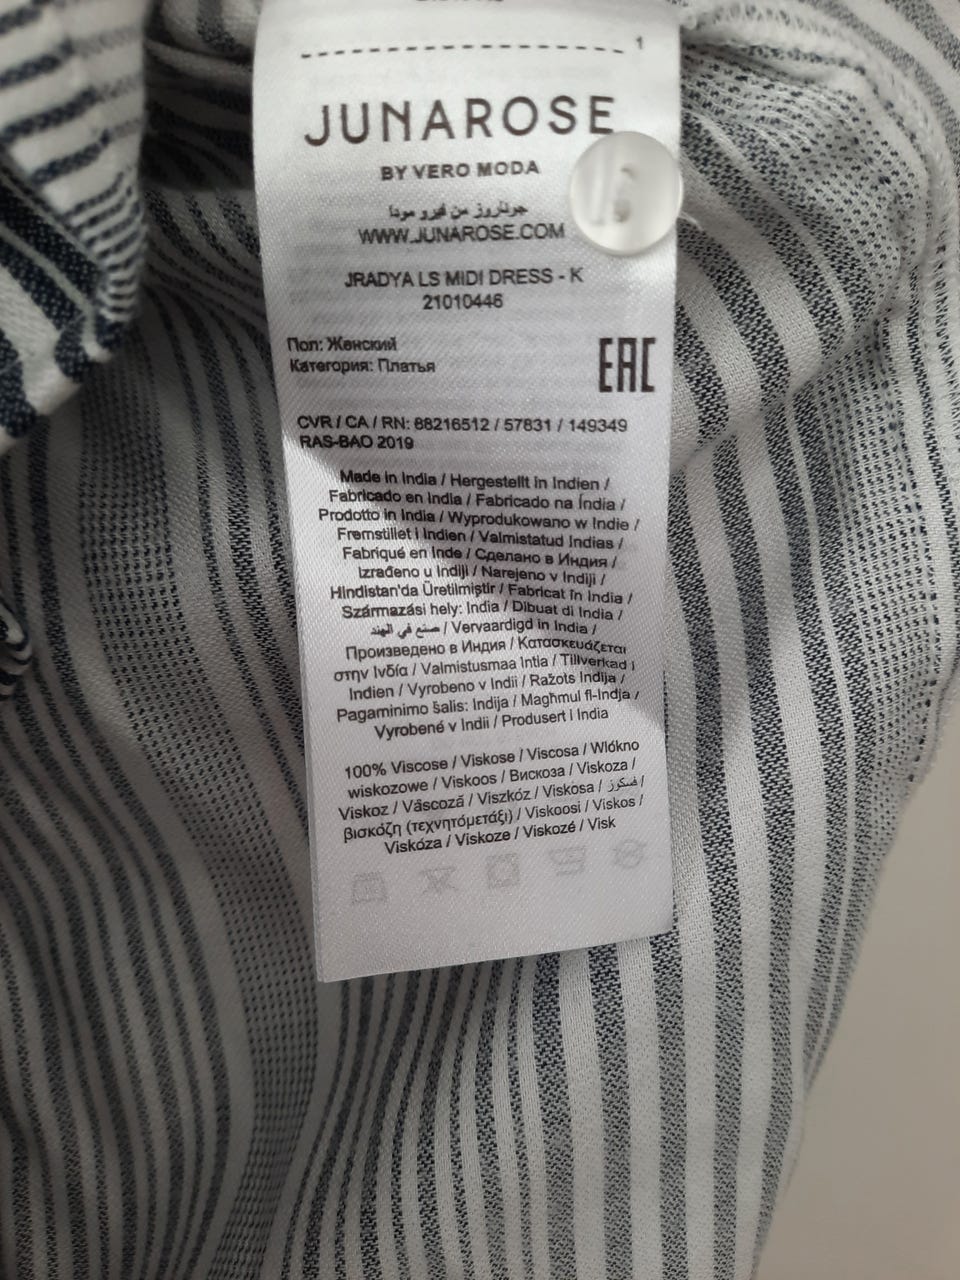 1
JUNAROSE
BY VERO MODA
جوناروز من فيرو مودا
WWW.JUNAROSE.COM
JRADYA LS MIDI DRESS - K
21010446
Пол: Женский
Категория: Платья
EAC
CVR / CA / RN: 88216512 / 57831 / 149349
RAS-BAO 2019
Made in India / Hergestellt in Indien /
Fabricado en India / Fabricado na Índia /
Prodotto in India / Wyprodukowano w Indie /
Fremstillet i Indien / Valmistatud Indias /
Fabriqué en Inde / Сделано в Индия /
Izrađeno u Indiji / Narejeno v Indiji /
Hindistan'da Üretilmiştir / Fabricat în India /
Származási hely: India / Dibuat di India /
صنع في الهند / Vervaardigd in India /
Произведено в Индия / Κατασκευάζεται
στην Ινδία / Valmistusmaa Intia / Tillverkad i
Indien / Vyrobeno v Indii / Ražots Indija /
Pagaminimo šalis: Indija / Magħmul fl-Indja /
Vyrobené v Indii / Produsert i India
100% Viscose / Viskose / Viscosa / Włókno
wiskozowe / Viskoos / Вискоза / Viskoza /
Viskoz / Vâscoză / Viszkóz / Viskosa / فسكوز /
βισκόζη (τεχνητόμετάξι) / Viskoosi / Viskos /
Viskóza / Viskoze / Viskozé / Visk